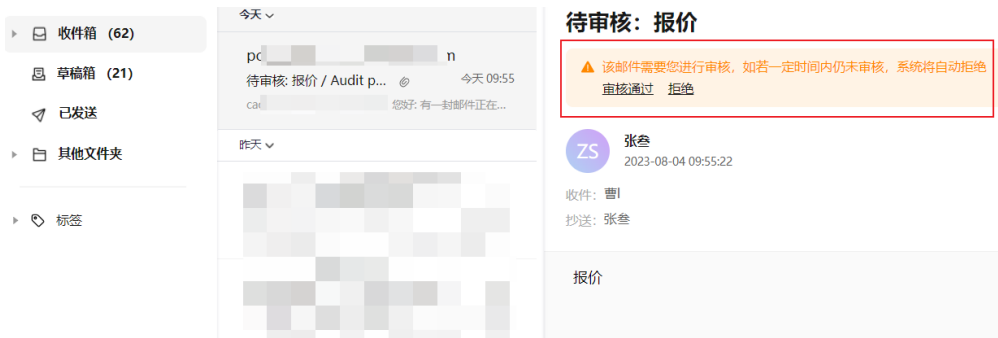 收件箱 （62）
草稿箱 （21）
已发送
其他文件夹
标签
今天
待审核: 报价 / Audit p...
今天 09:55
您好: 有一封邮件正在...
昨天
待审核：报价
该邮件需要您进行审核，如若一定时间内仍未审核，系统将自动拒绝
审核通过 拒绝
ZS
张叁
2023-08-04 09:55:22
收件： 曹l
抄送： 张叁
报价